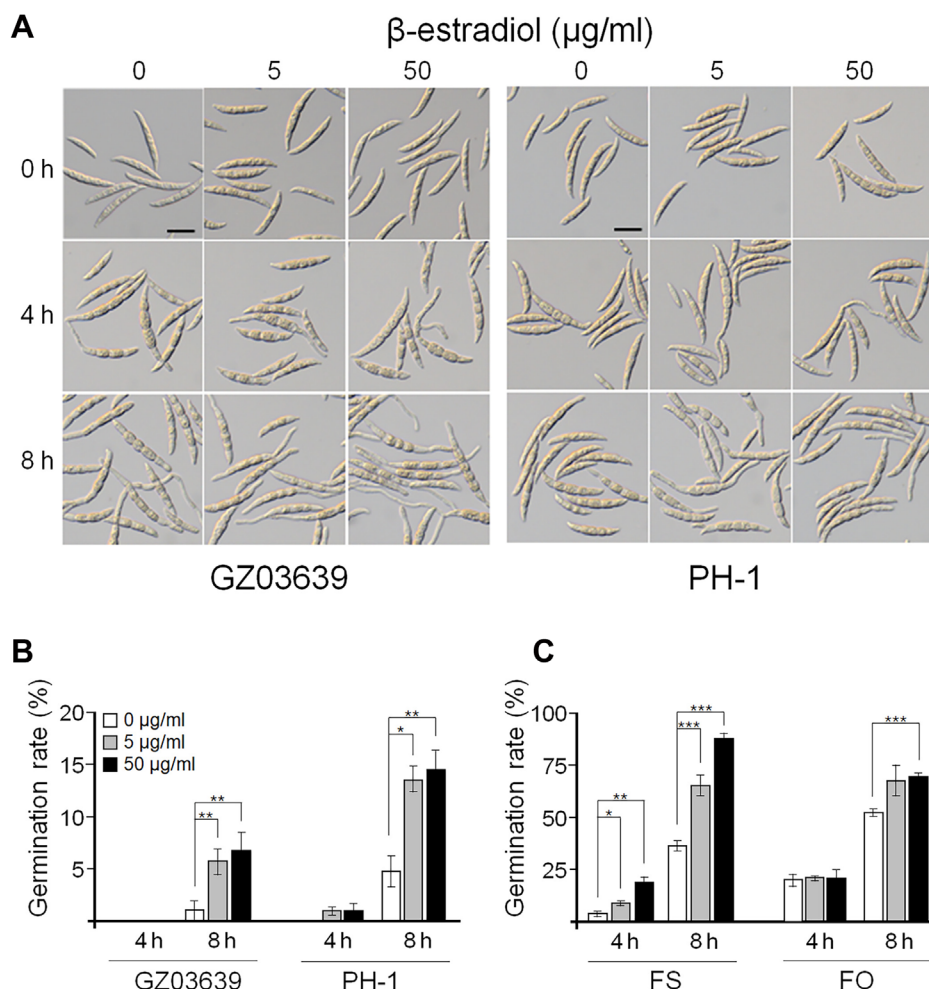 A
β-estradiol (µg/ml)
0 5 50 0 5 50
0 h
4 h
8 h
GZ03639 PH-1
B
Germination rate (%)
20
15
10
5
0 µg/ml
5 µg/ml
50 µg/ml
** **
* **
4 h 8 h 4 h 8 h
GZ03639 PH-1
C
Germination rate (%)
100
75
50
25
* **
*** ***
***
4 h 8 h 4 h 8 h
FS FO